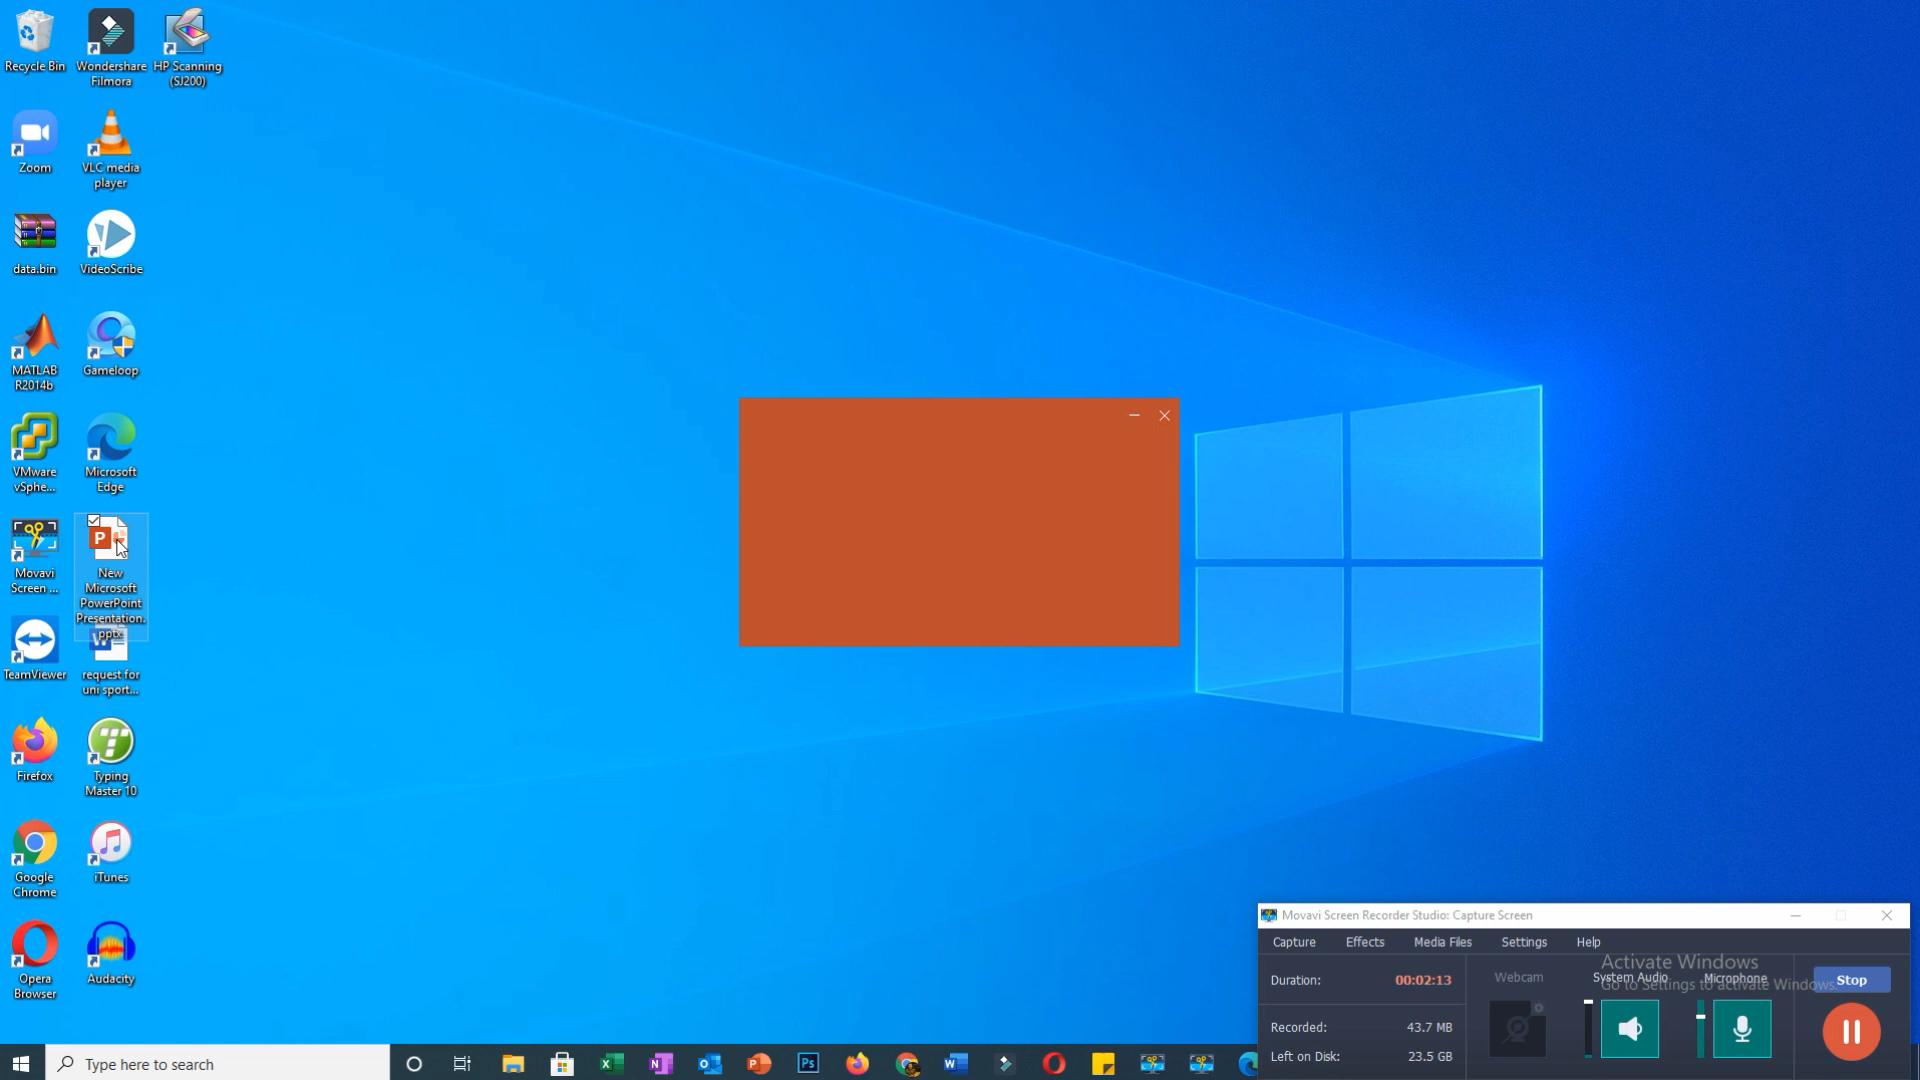 Recycle Bin
Wondershare
Filmora
HP Scanning
(SJ200)
Zoom
VLC media
player
data.bin
VideoScribe
MATLAB
R2014b
Gameloop
VMware
vSphe...
Microsoft
Edge
Movavi
Screen ...
P
New
Microsoft
PowerPoint
Presentation.
pptx
TeamViewer
W
request for
uni sport...
Firefox
Typing
Master 10
Google
Chrome
iTunes
Opera
Browser
Audacity
Movavi Screen Recorder Studio: Capture Screen
Capture Effects Media Files Settings Help
Activate Windows
Go to Settings to activate Windows.
Duration: 00:02:13
Webcam System Audio Microphone
Stop
Recorded: 43.7 MB
Left on Disk: 23.5 GB
Type here to search
X N O P Ps W